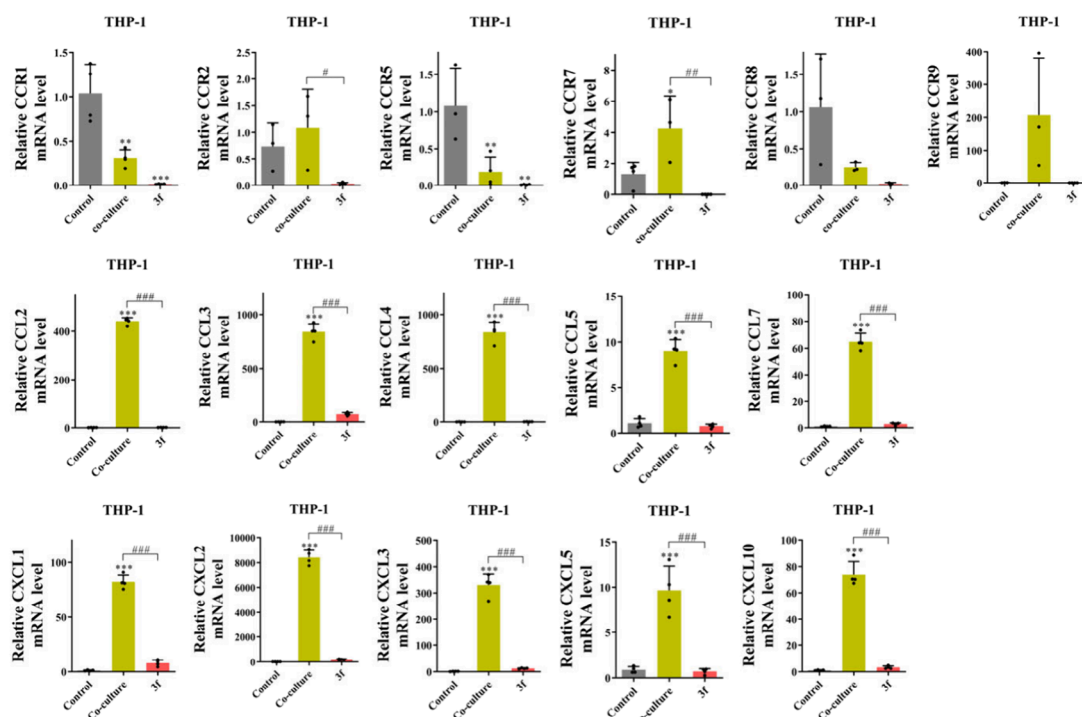 THP-1
Relative CCR1
mRNA level
1.5
1.0
0.5
0.0
**
***
Control
co-culture
3f
THP-1
Relative CCR2
mRNA level
2.5
2.0
1.5
1.0
0.5
0.0
#
Control
co-culture
3f
THP-1
Relative CCR5
mRNA level
1.5
1.0
0.5
0.0
**
**
Control
co-culture
3f
THP-1
Relative CCR7
mRNA level
8
6
4
2
0
##
*
Control
co-culture
3f
THP-1
Relative CCR8
mRNA level
1.5
1.0
0.5
0.0
Control
co-culture
3f
THP-1
Relative CCR9
mRNA level
400
300
200
100
0
Control
co-culture
3f
THP-1
Relative CCL2
mRNA level
400
200
0
###
***
Control
Co-culture
3f
THP-1
Relative CCL3
mRNA level
1000
500
0
###
***
Control
Co-culture
3f
THP-1
Relative CCL4
mRNA level
1000
500
0
###
***
Control
Co-culture
3f
THP-1
Relative CCL5
mRNA level
15
10
5
0
###
***
Control
Co-culture
3f
THP-1
Relative CCL7
mRNA level
100
80
60
40
20
0
###
***
Control
Co-culture
3f
THP-1
Relative CXCL1
mRNA level
100
50
0
###
***
Control
Co-culture
3f
THP-1
Relative CXCL2
mRNA level
10000
8000
6000
4000
2000
0
###
***
Control
Co-culture
3f
THP-1
Relative CXCL3
mRNA level
500
400
300
200
100
0
###
***
Control
Co-culture
3f
THP-1
Relative CXCL5
mRNA level
15
10
5
0
###
***
Control
Co-culture
3f
THP-1
Relative CXCL10
mRNA level
100
80
60
40
20
0
###
***
Control
Co-culture
3f